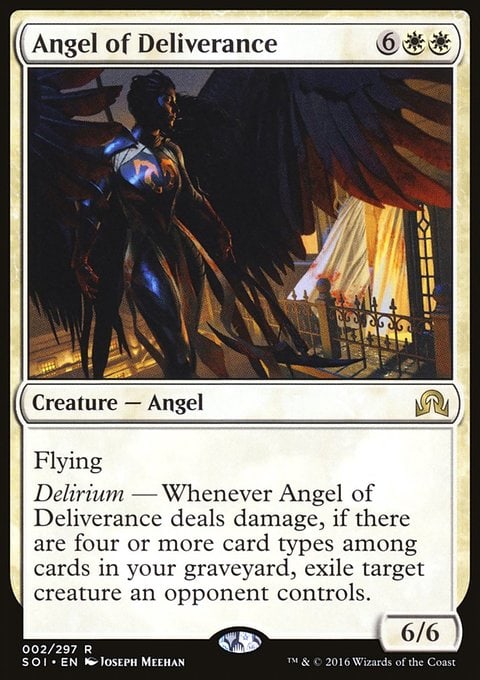 Angel of Deliverance 6
Creature — Angel
Flying
Delirium — Whenever Angel of
Deliverance deals damage, if there
are four or more card types among
cards in your graveyard, exile target
creature an opponent controls.
6/6
002/297 R
SOI • EN Joseph Meehan
™ & © 2016 Wizards of the Coast